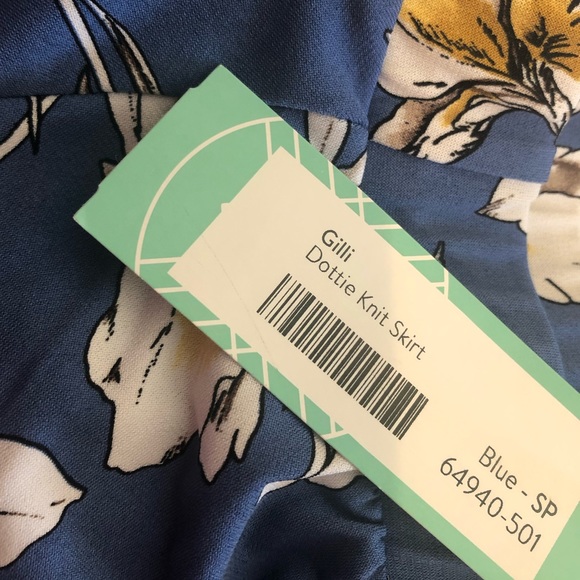 Gilli
Dottie Knit Skirt
Blue - SP
64940-501